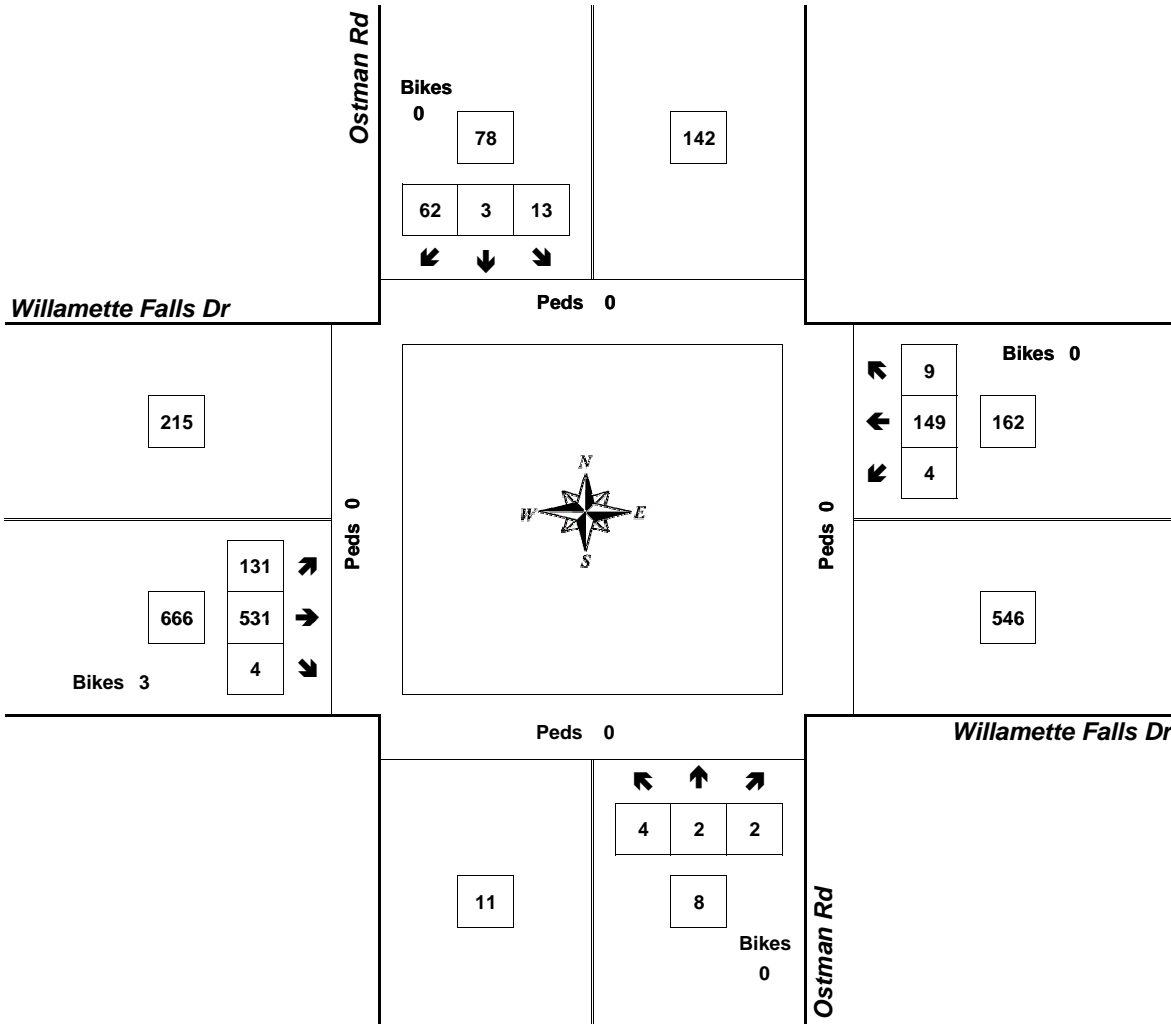 Ostman Rd
Bikes
0
78
142
62 3 13
Peds 0
Willamette Falls Dr
Bikes 0
9
149
4
162
215
N
W E
S
Peds 0
Peds 0
131
531
4
666
Bikes 3
546
Peds 0
Willamette Falls Dr
4 2 2
11
8
Bikes
0
Ostman Rd